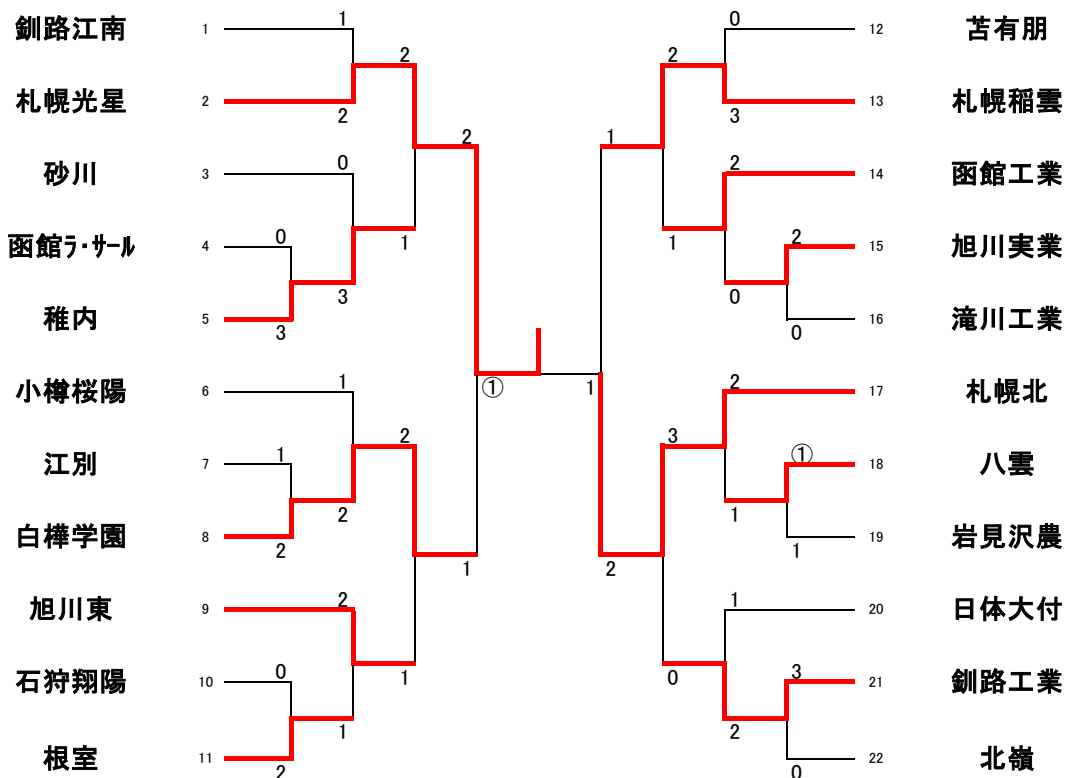 釧路江南 1 1 2 0 12 苫有朋
札幌光星 2 2 2 2 3 13 札幌稲雲
1
砂川 3 0 2 14 函館工業
函館ラ・サール 4 0 1 1 2 15 旭川実業
稚内 5 3 3 0 0 16 滝川工業
小樽桜陽 6 1 ① 1 2 17 札幌北
江別 7 1 2 3 ① 18 八雲
白樺学園 8 2 2 1 1 19 岩見沢農
旭川東 9 2 1 2 1 20 日体大付
石狩翔陽 10 0 1 0 3 21 釧路工業
根室 11 2 1 2 0 22 北嶺